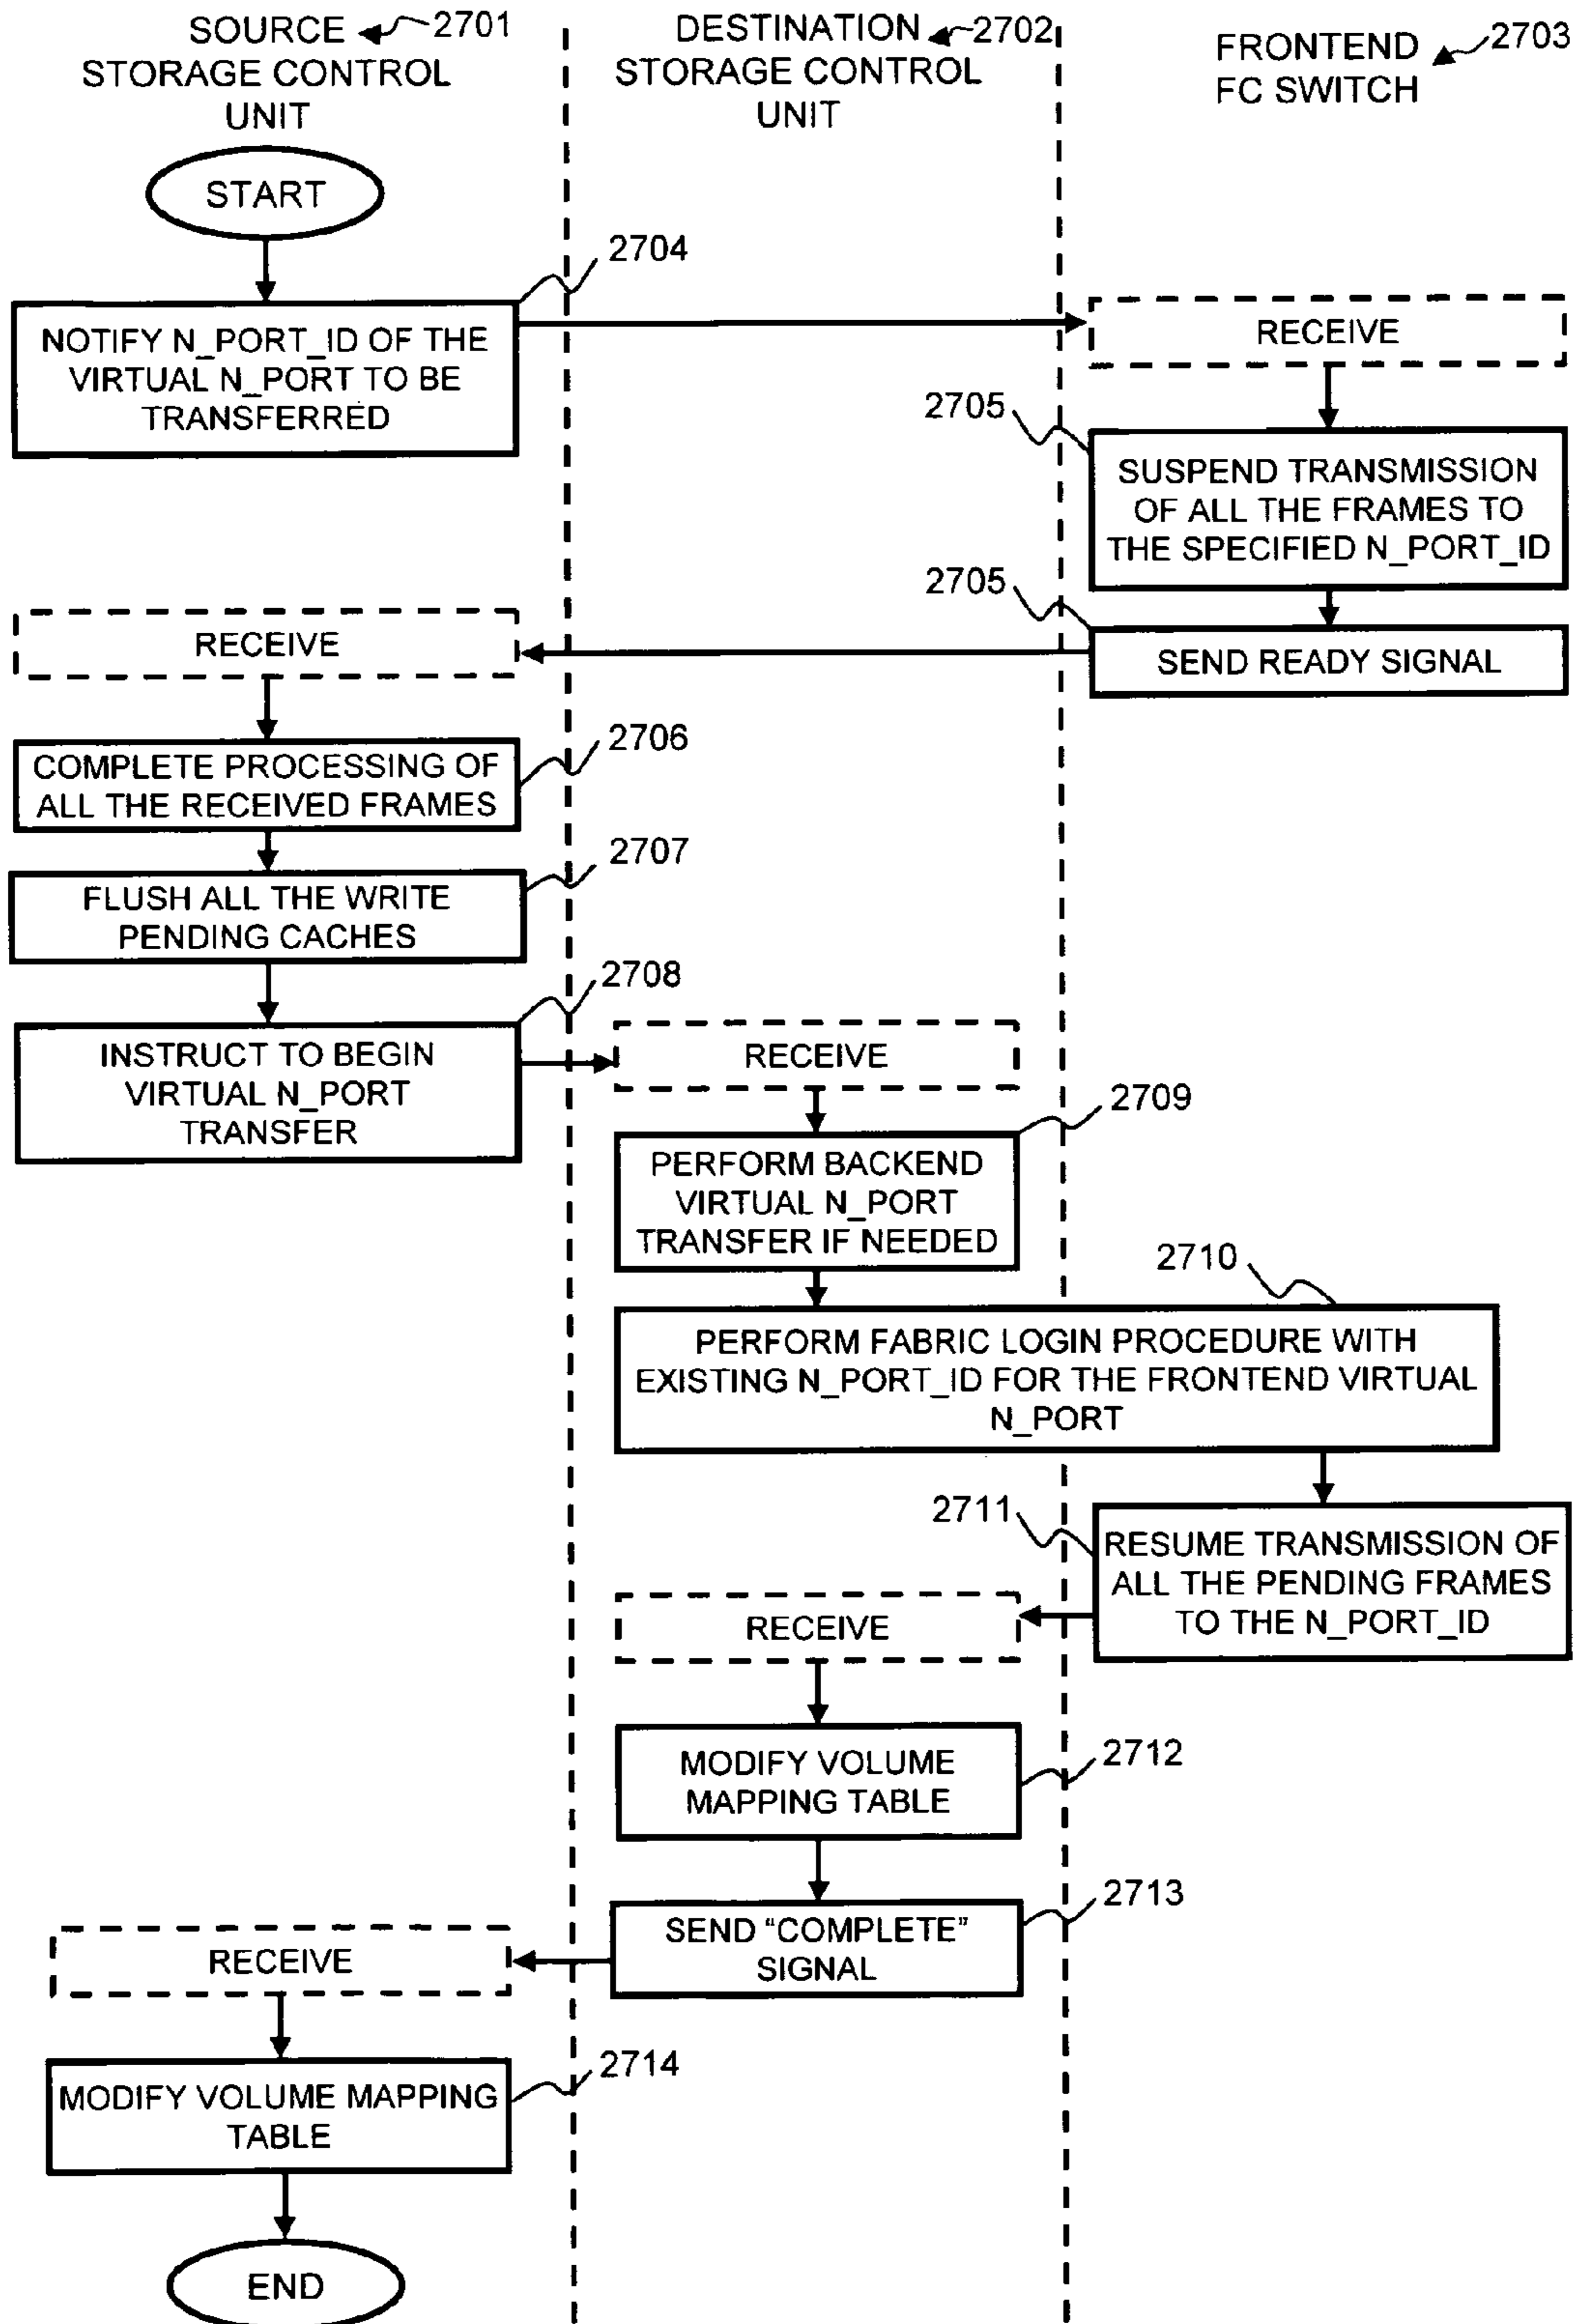 SOURCE 2701
STORAGE CONTROL
UNIT
DESTINATION 2702
STORAGE CONTROL
UNIT
FRONTEND 2703
FC SWITCH
START
2704
NOTIFY N_PORT_ID OF THE
VIRTUAL N_PORT TO BE
TRANSFERRED
RECEIVE
2705
SUSPEND TRANSMISSION
OF ALL THE FRAMES TO
THE SPECIFIED N_PORT_ID
2705
SEND READY SIGNAL
RECEIVE
2706
COMPLETE PROCESSING OF
ALL THE RECEIVED FRAMES
2707
FLUSH ALL THE WRITE
PENDING CACHES
2708
INSTRUCT TO BEGIN
VIRTUAL N_PORT
TRANSFER
RECEIVE
2709
PERFORM BACKEND
VIRTUAL N_PORT
TRANSFER IF NEEDED
2710
PERFORM FABRIC LOGIN PROCEDURE WITH
EXISTING N_PORT_ID FOR THE FRONTEND VIRTUAL
N_PORT
2711
RESUME TRANSMISSION OF
ALL THE PENDING FRAMES
TO THE N_PORT_ID
RECEIVE
2712
MODIFY VOLUME
MAPPING TABLE
2713
SEND “COMPLETE”
SIGNAL
RECEIVE
2714
MODIFY VOLUME MAPPING
TABLE
END